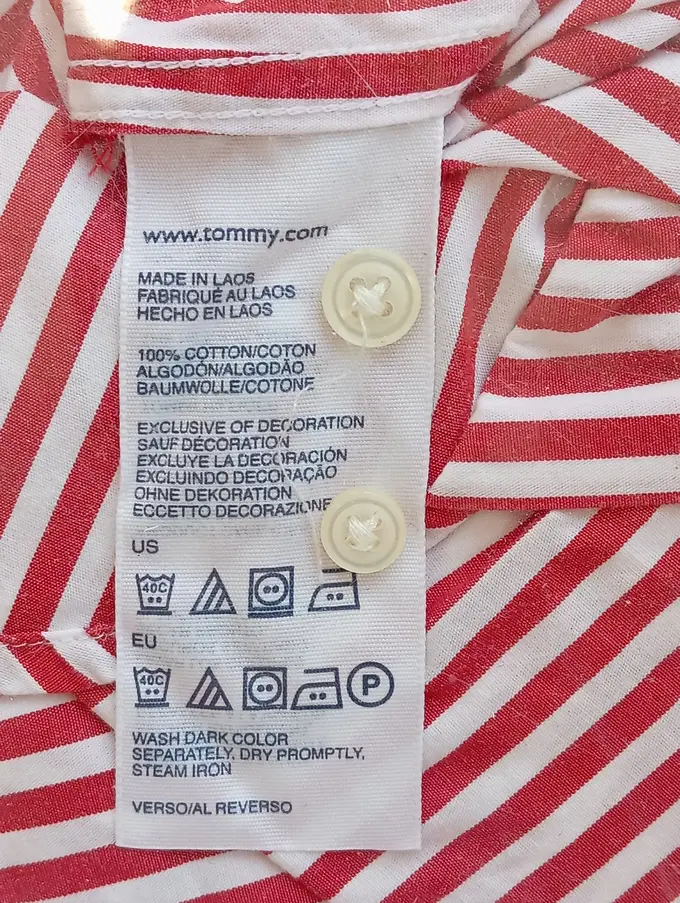 www.tommy.com
MADE IN LAOS
FABRIQUÉ AU LAOS
HECHO EN LAOS
100% COTTON/COTON
ALGODÓN/ALGODÃO
BAUMWOLLE/COTONE
EXCLUSIVE OF DECORATION
SAUF DÉCORATION
EXCLUYE LA DECORACIÓN
EXCLUINDO DECORAÇÃO
OHNE DEKORATION
ECCETTO DECORAZIONE
US
40C
EU
40C P
WASH DARK COLOR
SEPARATELY, DRY PROMPTLY,
STEAM IRON
VERSO/AL REVERSO